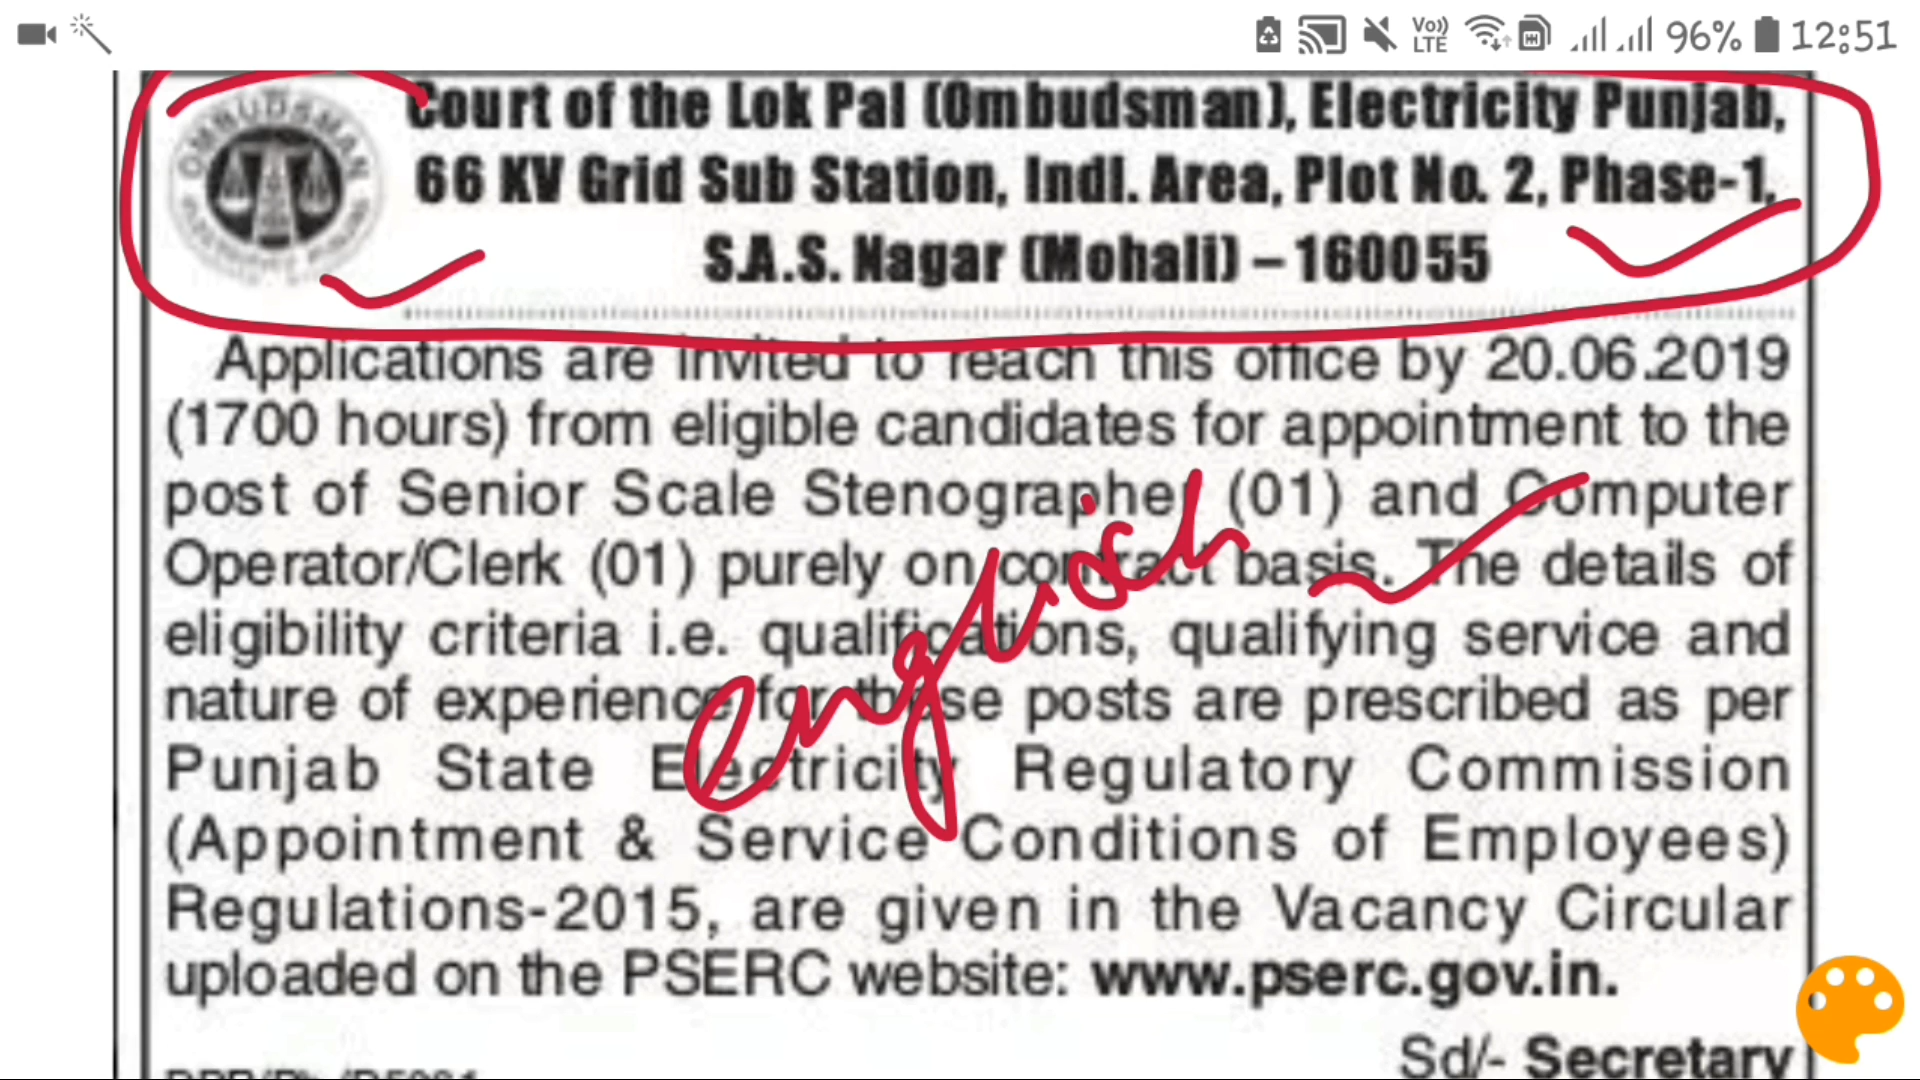 Vo))
LTE
96%
12:51
OMBUDSMAN
Court of the Lok Pal (Ombudsman), Electricity Punjab,
66 KV Grid Sub Station, Indl. Area, Plot No. 2, Phase-1,
S.A.S. Nagar (Mohali) – 160055
Applications are invited to reach this office by 20.06.2019
(1700 hours) from eligible candidates for appointment to the
post of Senior Scale Stenographer (01) and Computer
Operator/Clerk (01) purely on contract basis. The details of
eligibility criteria i.e. qualifications, qualifying service and
nature of experience for these posts are prescribed as per
Punjab State Electricity Regulatory Commission
(Appointment & Service Conditions of Employees)
Regulations-2015, are given in the Vacancy Circular
uploaded on the PSERC website: www.pserc.gov.in.
Sd/- Secretary
english